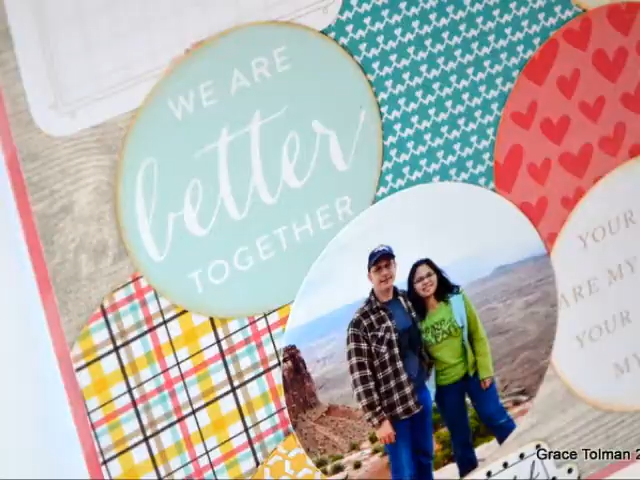 WE ARE
better
TOGETHER
YOUR
ARE MY
YOUR
MY
Grace Tolman 2